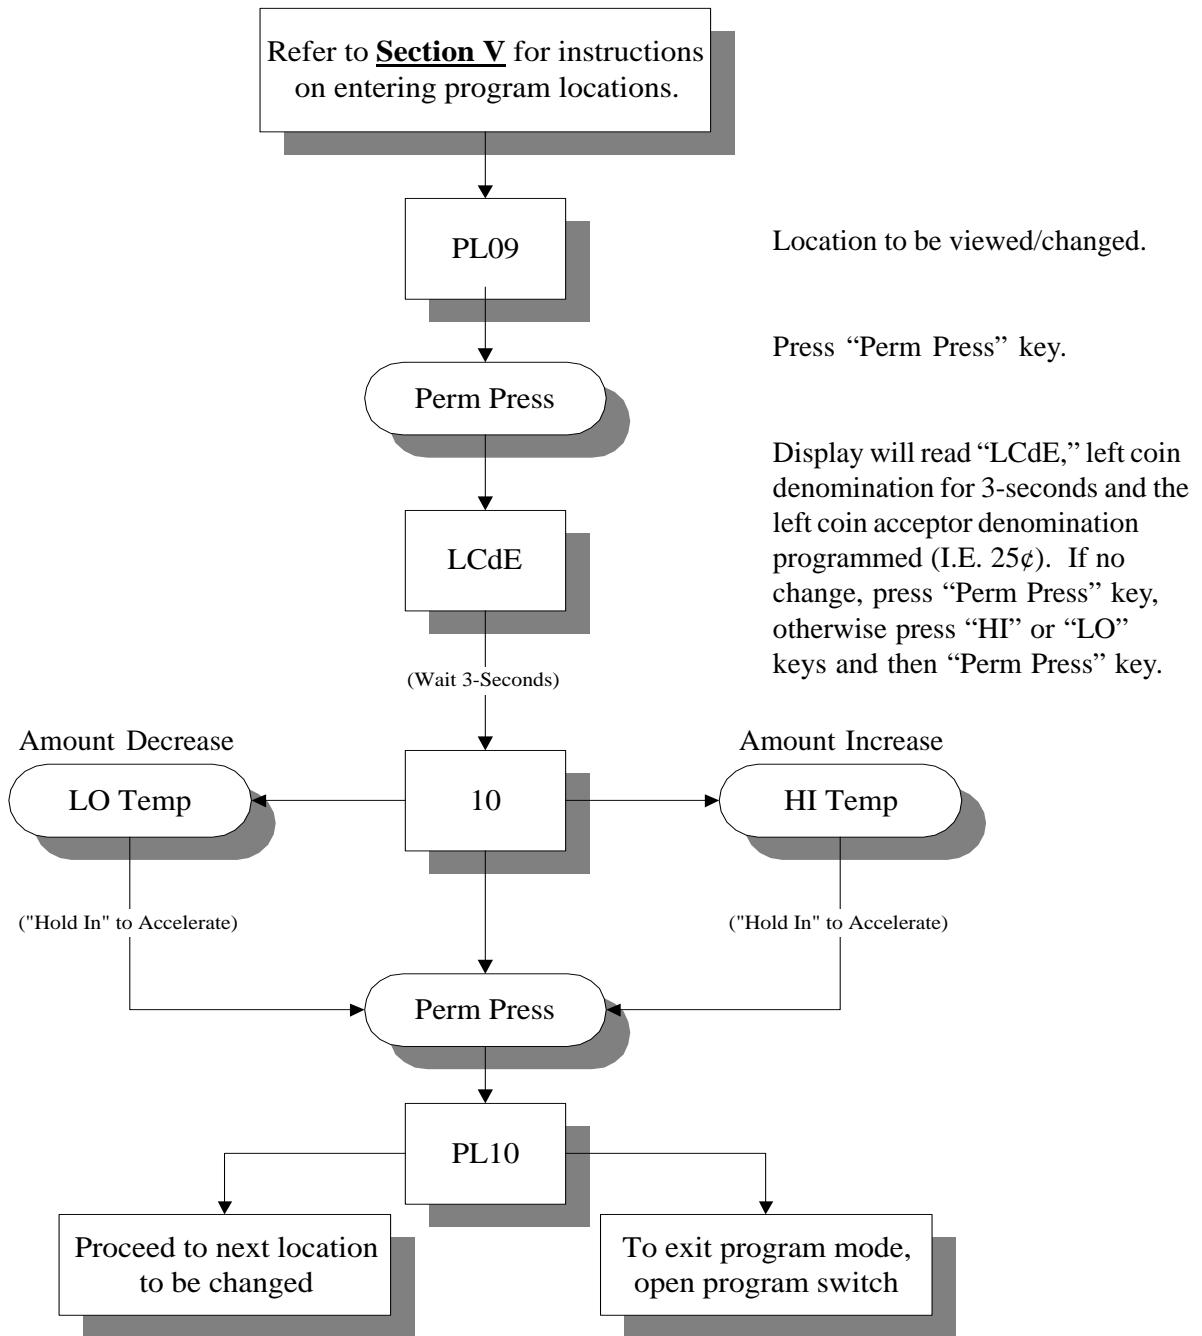 Refer to Section V for instructions
on entering program locations.
PL09
Location to be viewed/changed.
Press “Perm Press” key.
Perm Press
Display will read “LCdE,” left coin
denomination for 3-seconds and the
left coin acceptor denomination
programmed (I.E. 25¢). If no
change, press “Perm Press” key,
otherwise press “HI” or “LO”
keys and then “Perm Press” key.
LCdE
(Wait 3-Seconds)
Amount Decrease
Amount Increase
LO Temp
10
HI Temp
("Hold In" to Accelerate)
("Hold In" to Accelerate)
Perm Press
PL10
Proceed to next location
to be changed
To exit program mode,
open program switch